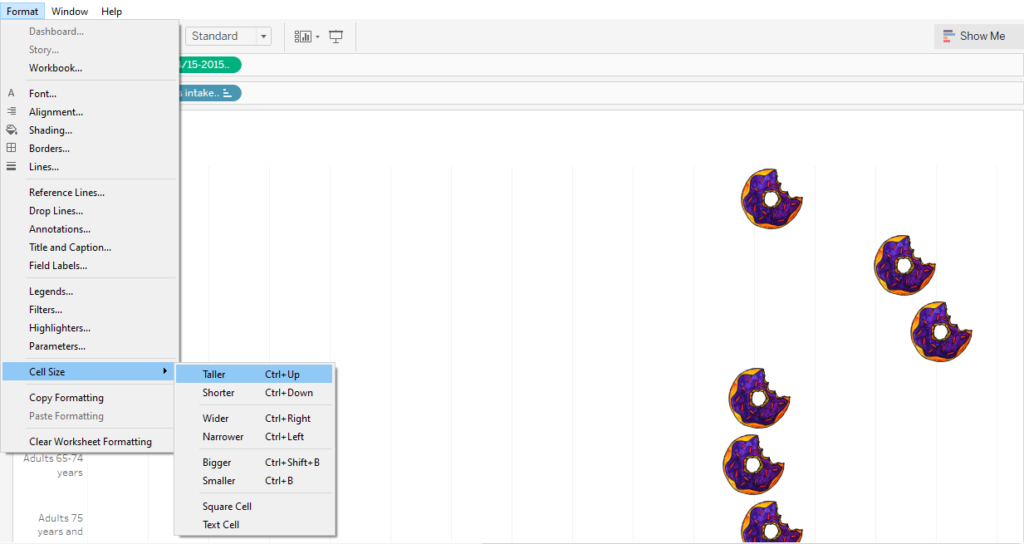 Format Window Help
Dashboard...
Story...
Workbook...
Standard
Show Me
/15-2015..
intake..
A Font...
Alignment...
Shading...
Borders...
Lines...
Reference Lines...
Drop Lines...
Annotations...
Title and Caption...
Field Labels...
Legends...
Filters...
Highlighters...
Parameters...
Cell Size
Taller Ctrl+Up
Shorter Ctrl+Down
Wider Ctrl+Right
Narrower Ctrl+Left
Bigger Ctrl+Shift+B
Smaller Ctrl+B
Square Cell
Text Cell
Copy Formatting
Paste Formatting
Clear Worksheet Formatting
Adults 65-74
years
Adults 75
years and